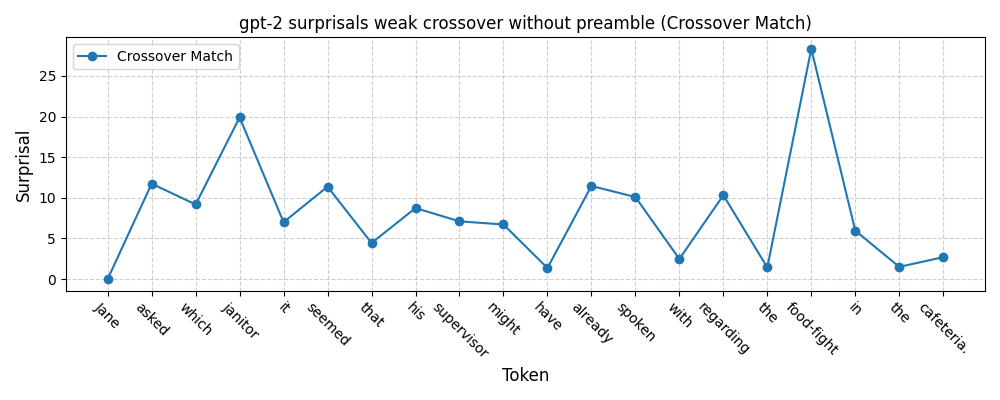 gpt-2 surprisals weak crossover without preamble (Crossover Match)
Crossover Match
Surprisal
25
20
15
10
5
0
Jane
asked
which
janitor
it
seemed
that
his
supervisor
might
have
already
spoken
with
regarding
the
food-fight
in
the
cafeteria.
Token